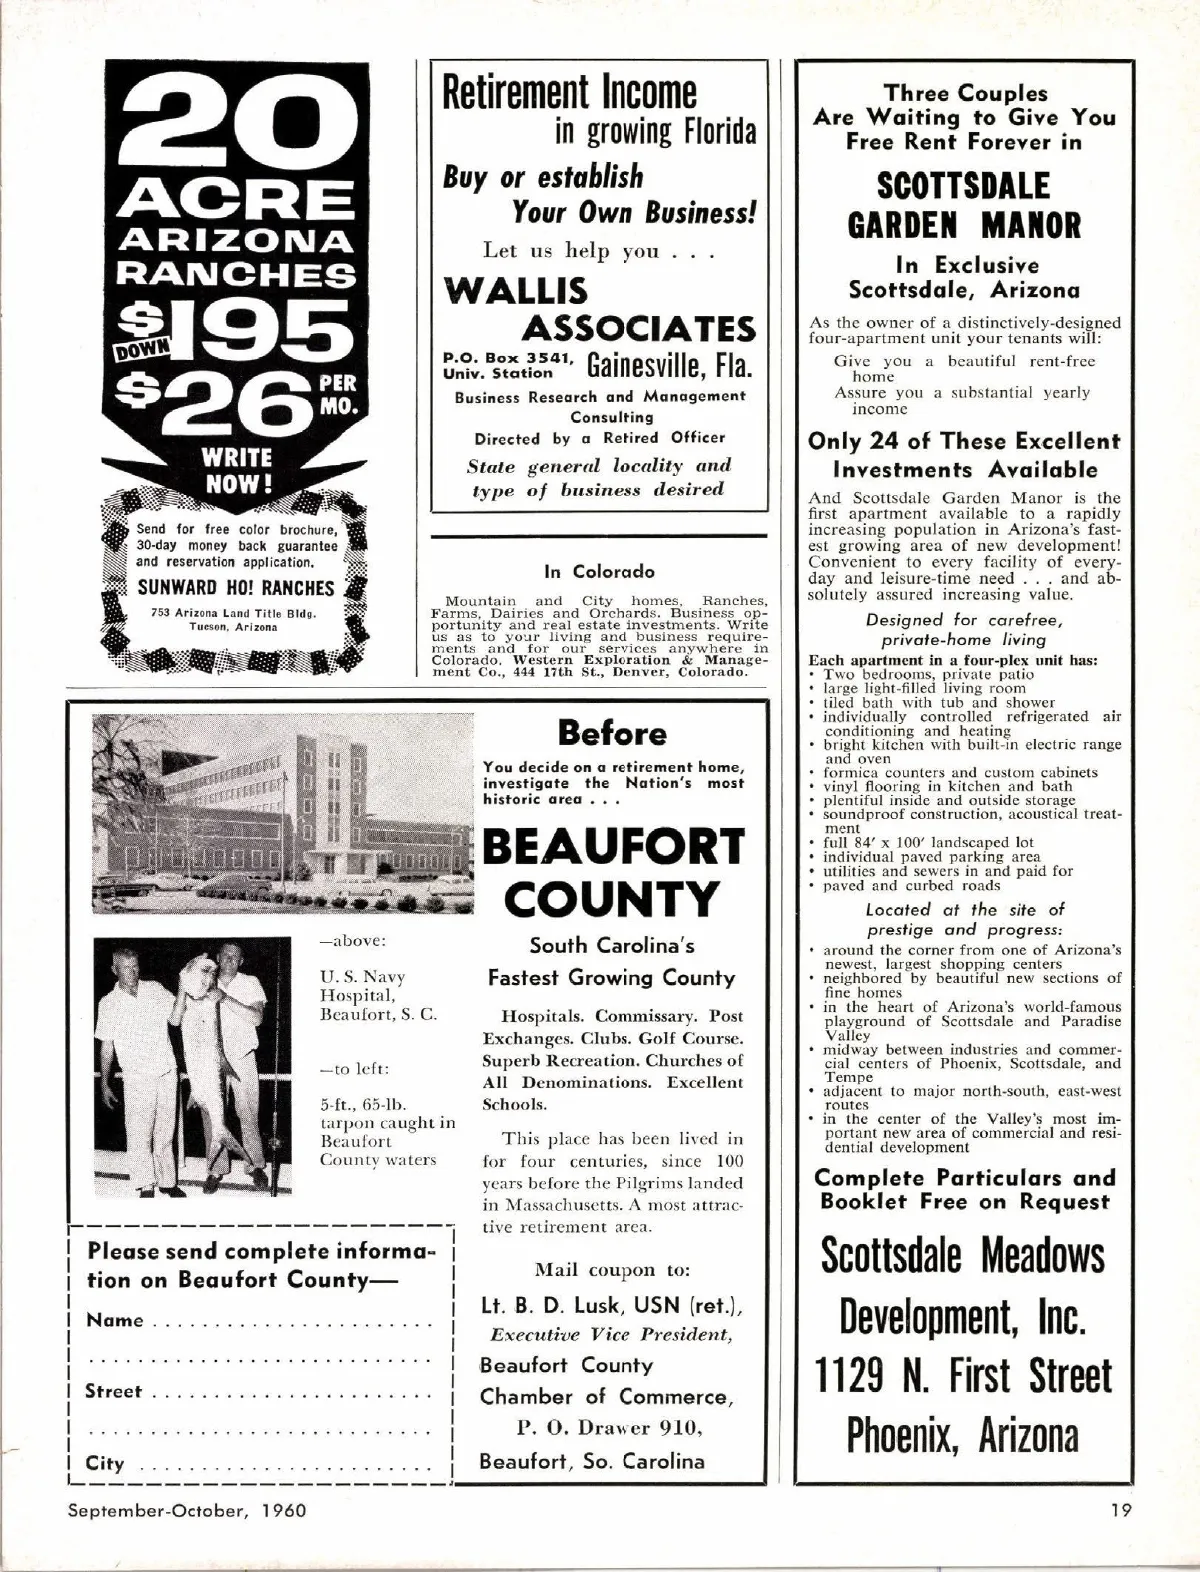 20
ACRE
ARIZONA
RANCHES
$195
DOWN
$26 PER
MO.
WRITE
NOW!
Send for free color brochure,
30-day money back guarantee
and reservation application.
SUNWARD HO! RANCHES
753 Arizona Land Title Bldg.
Tucson, Arizona
Retirement Income
in growing Florida
Buy or establish
Your Own Business!
Let us help you . . .
WALLIS
ASSOCIATES
P.O. Box 3541,
Univ. Station
Gainesville, Fla.
Business Research and Management
Consulting
Directed by a Retired Officer
State general locality and
type of business desired
In Colorado
Mountain and City homes, Ranches,
Farms, Dairies and Orchards. Business op-
portunity and real estate investments. Write
us as to your living and business require-
ments and for our services anywhere in
Colorado. Western Exploration & Manage-
ment Co., 444 17th St., Denver, Colorado.
Before
You decide on a retirement home,
investigate the Nation's most
historic area . . .
BEAUFORT
COUNTY
South Carolina's
Fastest Growing County
Hospitals. Commissary. Post
Exchanges. Clubs. Golf Course.
Superb Recreation. Churches of
All Denominations. Excellent
Schools.
This place has been lived in
for four centuries, since 100
years before the Pilgrims landed
in Massachusetts. A most attrac-
tive retirement area.
Mail coupon to:
Lt. B. D. Lusk, USN (ret.),
Executive Vice President,
Beaufort County
Chamber of Commerce,
P. O. Drawer 910,
Beaufort, So. Carolina
—above:
U. S. Navy
Hospital,
Beaufort, S. C.
—to left:
5-ft., 65-lb.
tarpon caught in
Beaufort
County waters
Please send complete informa-
tion on Beaufort County—
Name . . . . . . . . . . . . . . . . . . . . . . .
. . . . . . . . . . . . . . . . . . . . . . . . . . . .
Street . . . . . . . . . . . . . . . . . . . . . . .
. . . . . . . . . . . . . . . . . . . . . . . . . . . .
City . . . . . . . . . . . . . . . . . . . . . . . .
Three Couples
Are Waiting to Give You
Free Rent Forever in
SCOTTSDALE
GARDEN MANOR
In Exclusive
Scottsdale, Arizona
As the owner of a distinctively-designed
four-apartment unit your tenants will:
Give you a beautiful rent-free
home
Assure you a substantial yearly
income
Only 24 of These Excellent
Investments Available
And Scottsdale Garden Manor is the
first apartment available to a rapidly
increasing population in Arizona's fast-
est growing area of new development!
Convenient to every facility of every-
day and leisure-time need . . . and ab-
solutely assured increasing value.
Designed for carefree,
private-home living
Each apartment in a four-plex unit has:
• Two bedrooms, private patio
• large light-filled living room
• tiled bath with tub and shower
• individually controlled refrigerated air
conditioning and heating
• bright kitchen with built-in electric range
and oven
• formica counters and custom cabinets
• vinyl flooring in kitchen and bath
• plentiful inside and outside storage
• soundproof construction, acoustical treat-
ment
• full 84' x 100' landscaped lot
• individual paved parking area
• utilities and sewers in and paid for
• paved and curbed roads
Located at the site of
prestige and progress:
• around the corner from one of Arizona's
newest, largest shopping centers
• neighbored by beautiful new sections of
fine homes
• in the heart of Arizona's world-famous
playground of Scottsdale and Paradise
Valley
• midway between industries and commer-
cial centers of Phoenix, Scottsdale, and
Tempe
• adjacent to major north-south, east-west
routes
• in the center of the Valley's most im-
portant new area of commercial and resi-
dential development
Complete Particulars and
Booklet Free on Request
Scottsdale Meadows
Development, Inc.
1129 N. First Street
Phoenix, Arizona
September-October, 1960
19